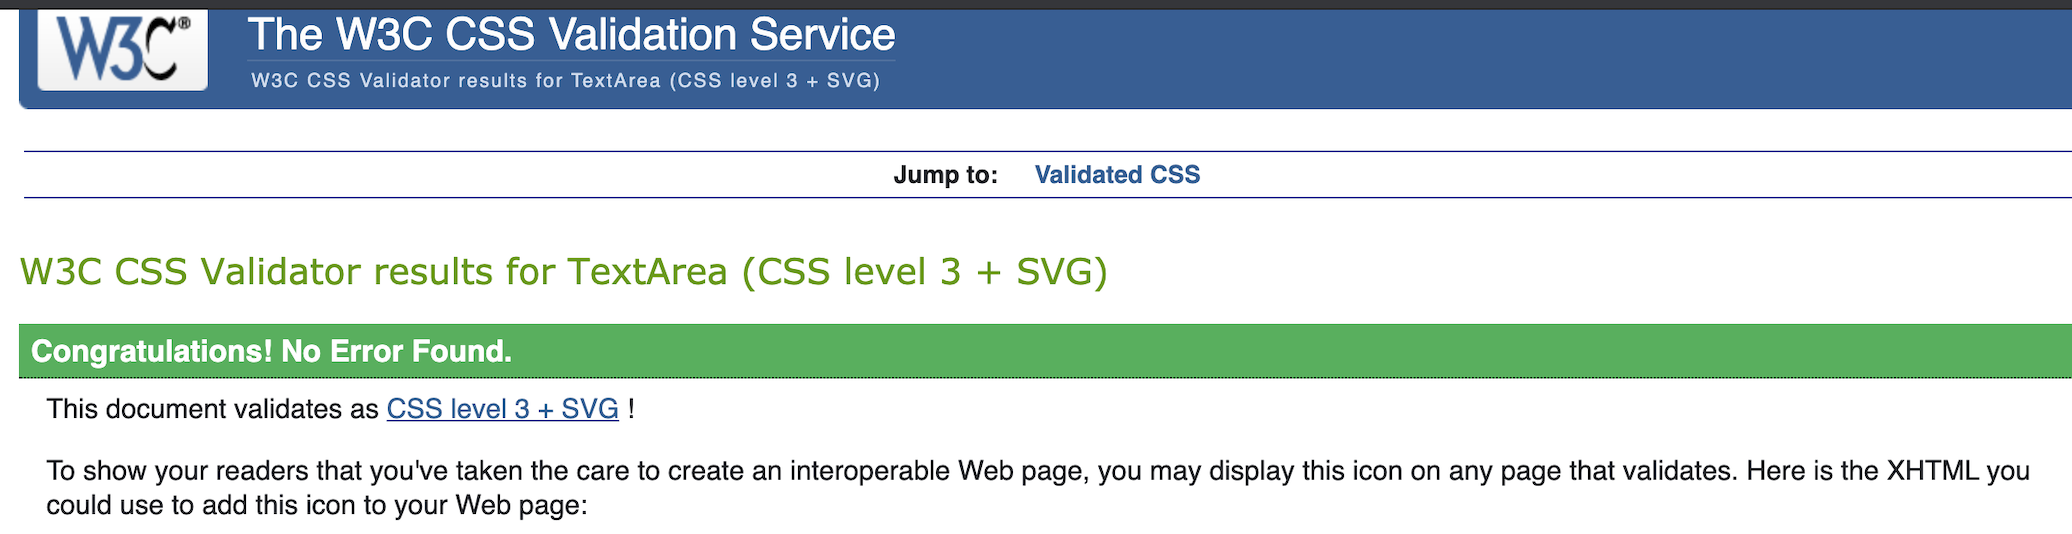 W3C®
The W3C CSS Validation Service
W3C CSS Validator results for TextArea (CSS level 3 + SVG)
Jump to: Validated CSS
W3C CSS Validator results for TextArea (CSS level 3 + SVG)
Congratulations! No Error Found.
This document validates as CSS level 3 + SVG !
To show your readers that you've taken the care to create an interoperable Web page, you may display this icon on any page that validates. Here is the XHTML you
could use to add this icon to your Web page: